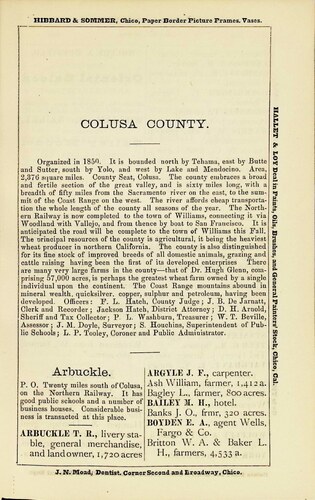 HIBBARD & SOMMER, Chico, Paper Border Picture Frames. Vases.
COLUSA COUNTY.
Organized in 1850. It is bounded north by Tehama, east by Butte
and Sutter, south by Yolo, and west by Lake and Mendocino. Area,
2,376 square miles. County Seat, Colusa. The county embraces a broad
and fertile section of the great valley, and is sixty miles long, with a
breadth of fifty miles from the Sacramento river on the east, to the sum-
mit of the Coast Range on the west. The river affords cheap transporta-
tion the whole length of the county all seasons of the year. The North-
ern Railway is now completed to the town of Williams, connecting it via
Woodland with Vallejo, and from thence by boat to San Francisco. It is
anticipated the road will be complete to the town of Williams this Fall.
The principal resources of the county is agricultural, it being the heaviest
wheat producer in northern California. The county is also distinguished
for its fine stock of improved breeds of all domestic animals, grazing and
cattle raising having been the first of its developed enterprises. There
are many very large farms in the county—that of Dr. Hugh Glenn, com-
prising 57,000 acres, is perhaps the greatest wheat farm owned by a single
individual upon the continent. The Coast Range mountains abound in
mineral wealth, quicksilver, copper, sulphur and petroleum, having been
developed. Officers: F. L. Hatch, County Judge; J. B. De Jarnatt,
Clerk and Recorder; Jackson Hatch, District Attorney; D. H. Arnold,
Sheriff and Tax Collector; P. L. Washburn, Treasurer; W. T. Beville,
Assessor; J. M. Doyle, Surveyor; S. Houchins, Superintendent of Pub-
lic Schools; L. P. Tooley, Coroner and Public Administrator.
Arbuckle.
P. O. Twenty miles south of Colusa,
on the Northern Railway. It has
good public schools and a number of
business houses. Considerable busi-
ness is transacted at this place.
ARBUCKLE T. R., livery sta-
ble, general merchandise,
and land owner, 1,720 acres
ARGYLE J. F., carpenter.
Ash William, farmer, 1,412 a.
Bagley L., farmer, 800 acres.
BAILEY M. H., hotel.
Banks J. O., frmr, 320 acres.
BOYDEN E. A., agent Wells,
Fargo & Co.
Britton W. A. & Baker L.
H., farmers, 4,533 a.
HALLET & LOY Deal in Paints, Oils, Brushes, and General Painters' Stock, Chico, Cal.
J. N. Mead, Dentist. Corner Second and Broadway, Chico.